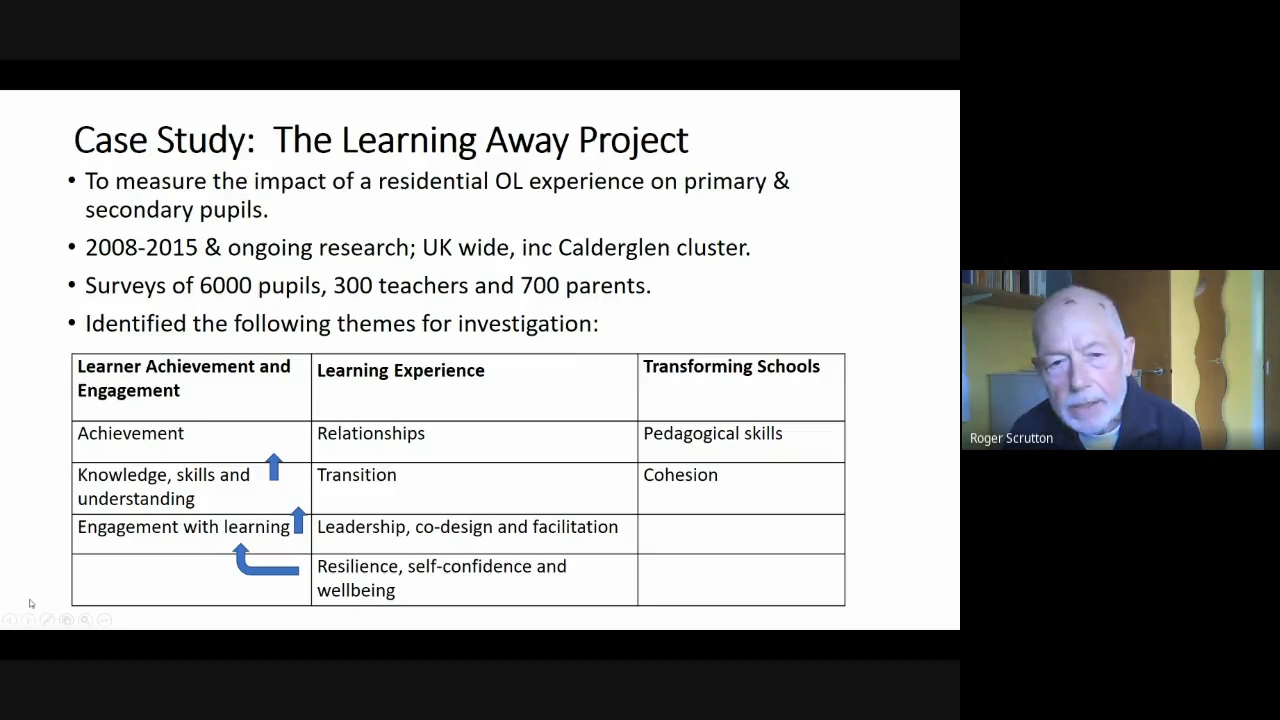 Case Study: The Learning Away Project
• To measure the impact of a residential OL experience on primary &
secondary pupils.
• 2008-2015 & ongoing research; UK wide, inc Calderglen cluster.
• Surveys of 6000 pupils, 300 teachers and 700 parents.
• Identified the following themes for investigation:
Learner Achievement and
Engagement
Learning Experience
Transforming Schools
Achievement
Relationships
Pedagogical skills
Knowledge, skills and
understanding
Transition
Cohesion
Engagement with learning
Leadership, co-design and facilitation
Resilience, self-confidence and
wellbeing
Roger Scrutton